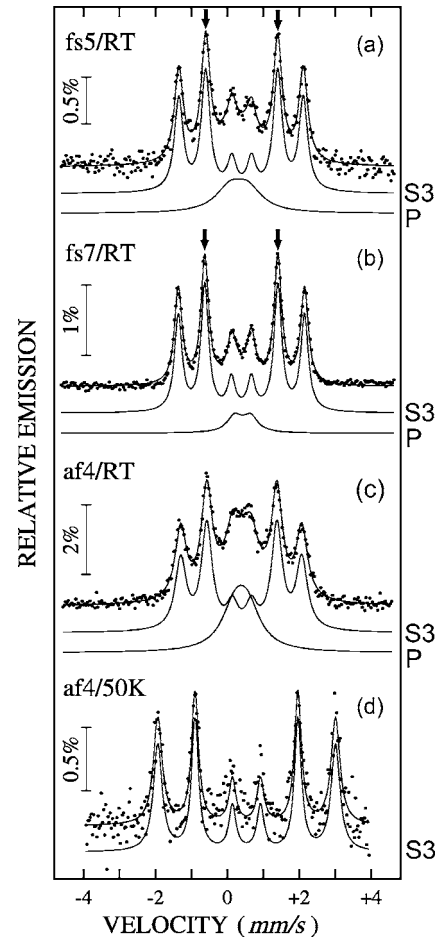 fs5/RT
(a)
0.5%
S3
P
fs7/RT
(b)
1%
S3
P
af4/RT
(c)
2%
S3
P
af4/50K
(d)
0.5%
S3
RELATIVE EMISSION
-4 -2 0 +2 +4
VELOCITY (mm/s)